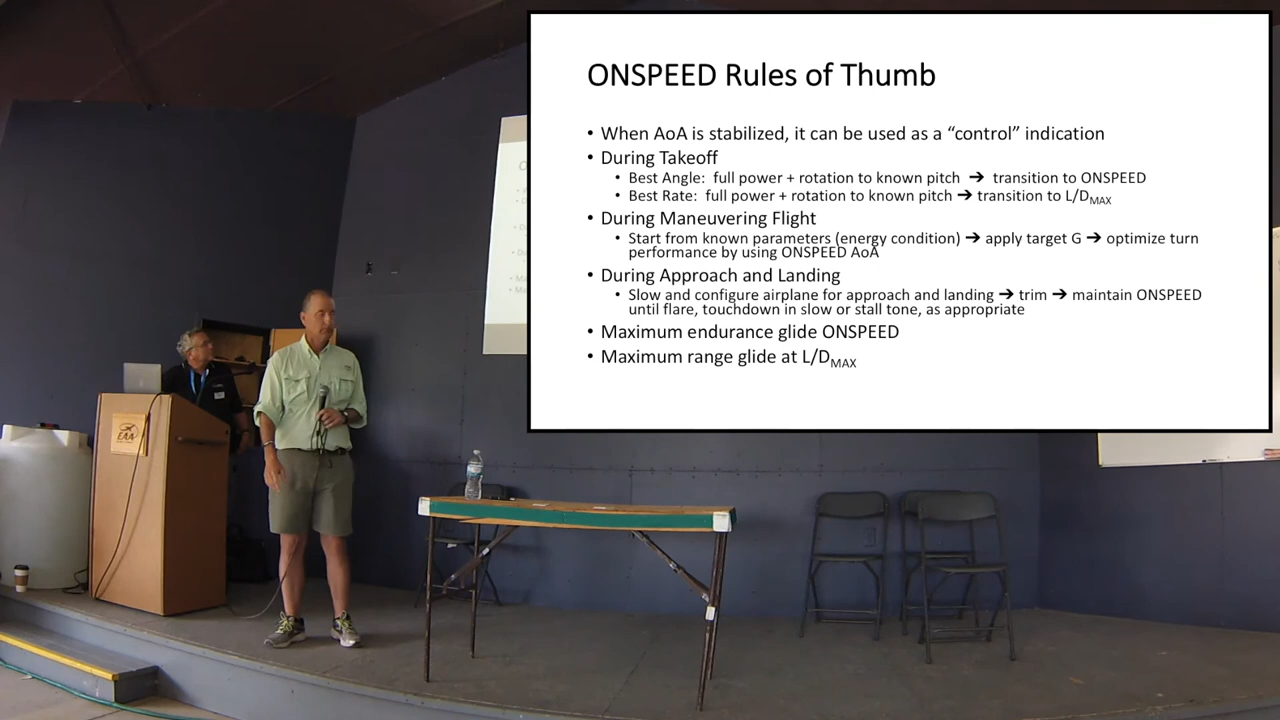 ONSPEED Rules of Thumb
• When AoA is stabilized, it can be used as a “control” indication
• During Takeoff
• Best Angle: full power + rotation to known pitch ➔ transition to ONSPEED
• Best Rate: full power + rotation to known pitch ➔ transition to L/DMAX
• During Maneuvering Flight
• Start from known parameters (energy condition) ➔ apply target G ➔ optimize turn
performance by using ONSPEED AoA
• During Approach and Landing
• Slow and configure airplane for approach and landing ➔ trim ➔ maintain ONSPEED
until flare, touchdown in slow or stall tone, as appropriate
• Maximum endurance glide ONSPEED
• Maximum range glide at L/DMAX
EAA